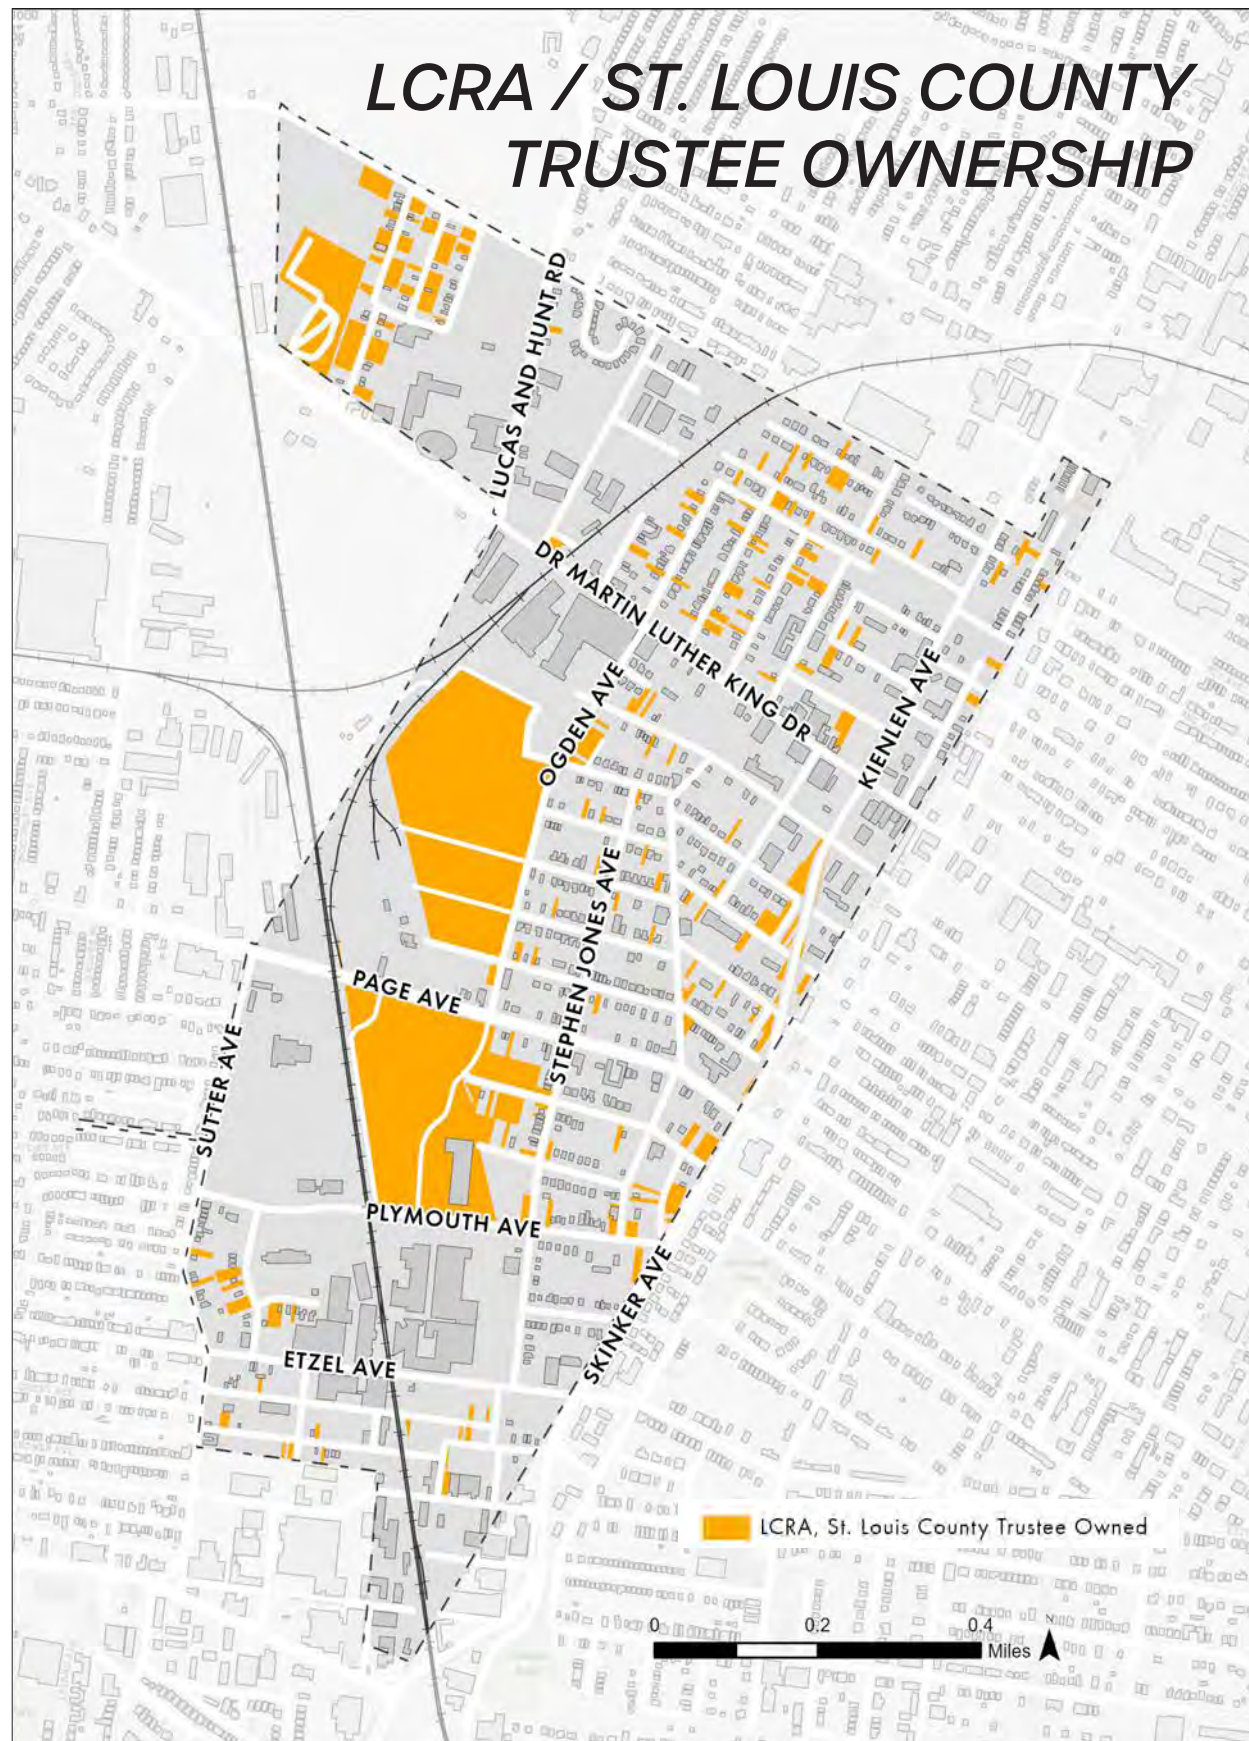 LCRA / ST. LOUIS COUNTY
TRUSTEE OWNERSHIP
LUCAS AND HUNT RD
DR MARTIN LUTHER KING DR
OGDEN AVE
KIENLEN AVE
STEPHEN JONES AVE
PAGE AVE
SUTTER AVE
PLYMOUTH AVE
SKINKER AVE
ETZEL AVE
LCRA, St. Louis County Trustee Owned
0 0.2 0.4
Miles
N